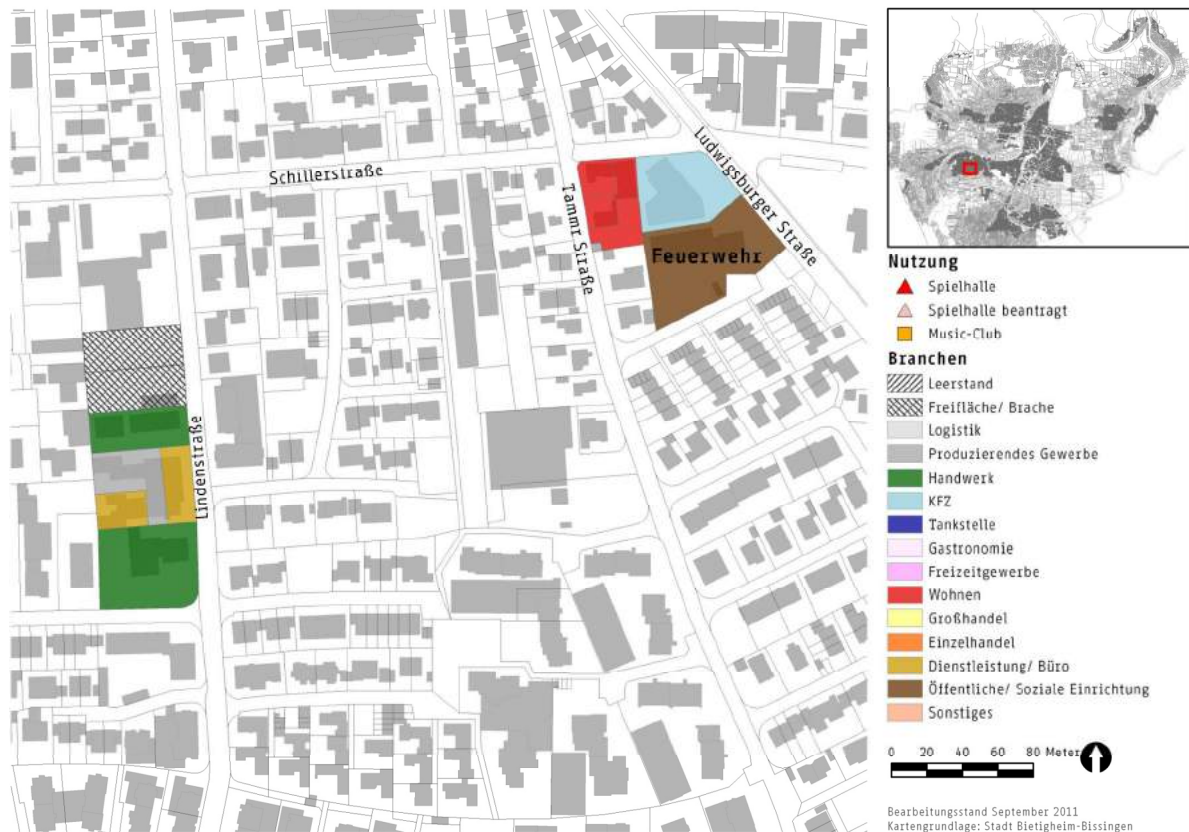 Schillerstraße
Tammr Straße
Ludwigsburger Straße
Feuerwehr
Lindenstraße
Nutzung
Spielhalle
Spielhalle beantragt
Music-Club
Branchen
Leerstand
Freifläche/ Brache
Logistik
Produzierendes Gewerbe
Handwerk
KFZ
Tankstelle
Gastronomie
Freizeitgewerbe
Wohnen
Großhandel
Einzelhandel
Dienstleistung/ Büro
Öffentliche/ Soziale Einrichtung
Sonstiges
0 20 40 60 80 Meter
Bearbeitungsstand September 2011
Kartengrundlage: Stadt Bietigheim-Bissingen